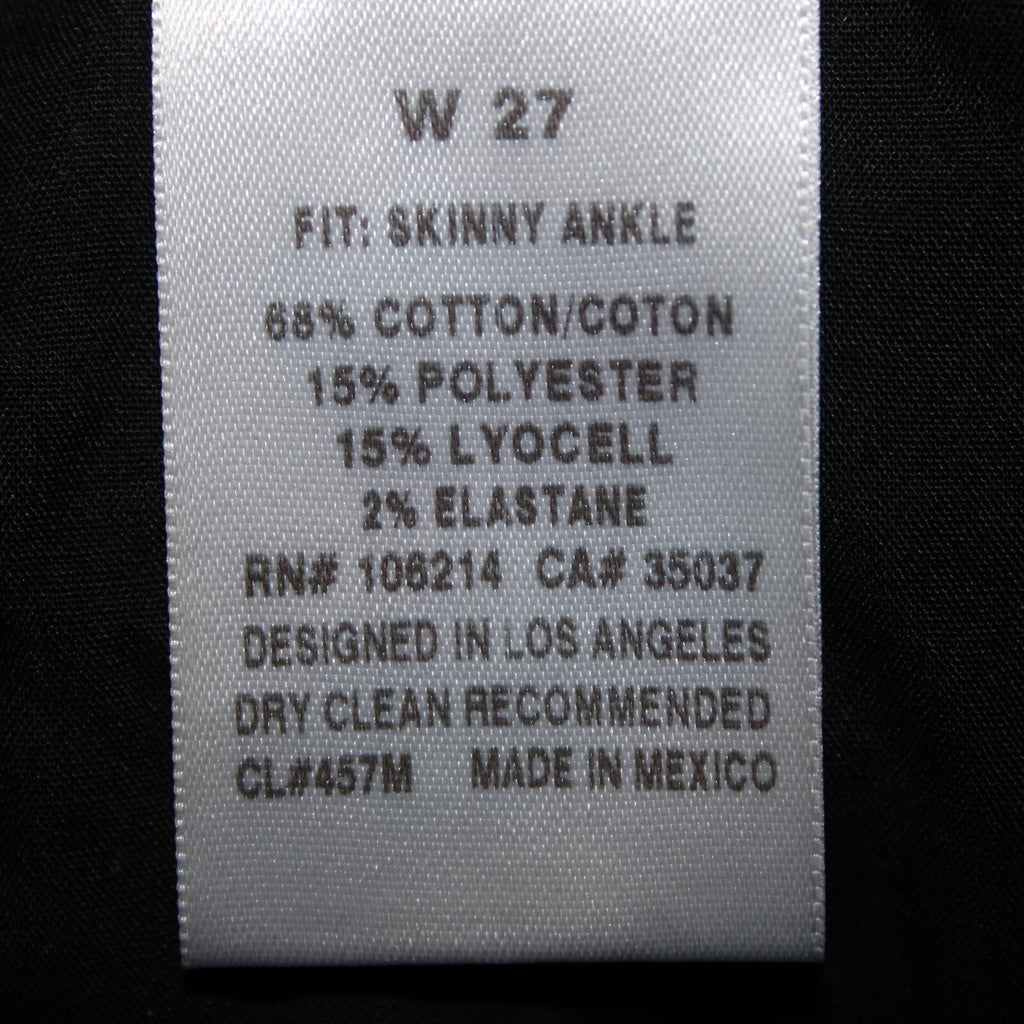 W 27
FIT: SKINNY ANKLE
68% COTTON/COTON
15% POLYESTER
15% LYOCELL
2% ELASTANE
RN# 106214 CA# 35037
DESIGNED IN LOS ANGELES
DRY CLEAN RECOMMENDED
CL#457M MADE IN MEXICO